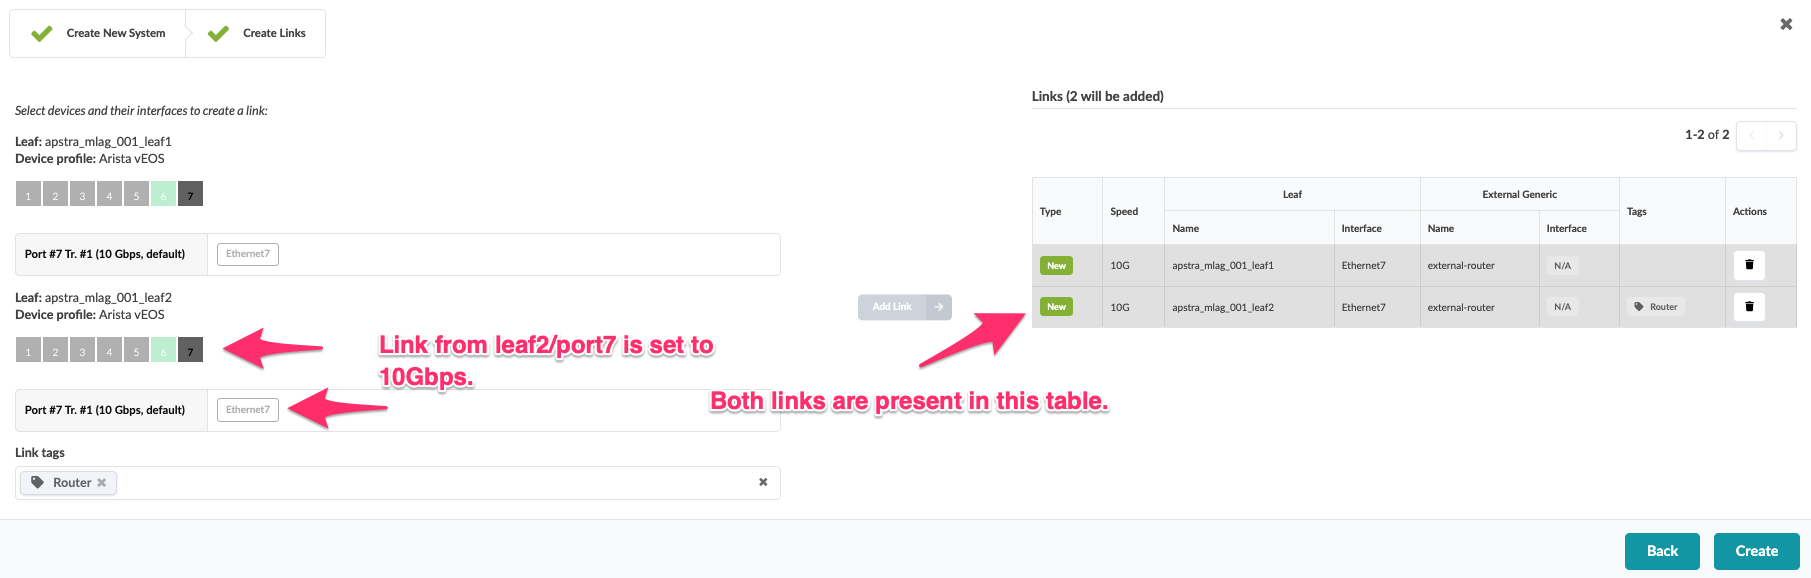 Create New System
Create Links
Select devices and their interfaces to create a link:
Leaf: apstra_mlag_001_leaf1
Device profile: Arista vEOS
1 2 3 4 5 6 7
Port #7 Tr. #1 (10 Gbps, default) Ethernet7
Leaf: apstra_mlag_001_leaf2
Device profile: Arista vEOS
1 2 3 4 5 6 7
Link from leaf2/port7 is set to
10Gbps.
Port #7 Tr. #1 (10 Gbps, default) Ethernet7
Link tags
Router
Add Link
Both links are present in this table.
Links (2 will be added)
1-2 of 2
Type Speed Leaf External Generic Tags Actions
Name Interface Name Interface
New 10G apstra_mlag_001_leaf1 Ethernet7 external-router N/A
New 10G apstra_mlag_001_leaf2 Ethernet7 external-router N/A Router
Back Create